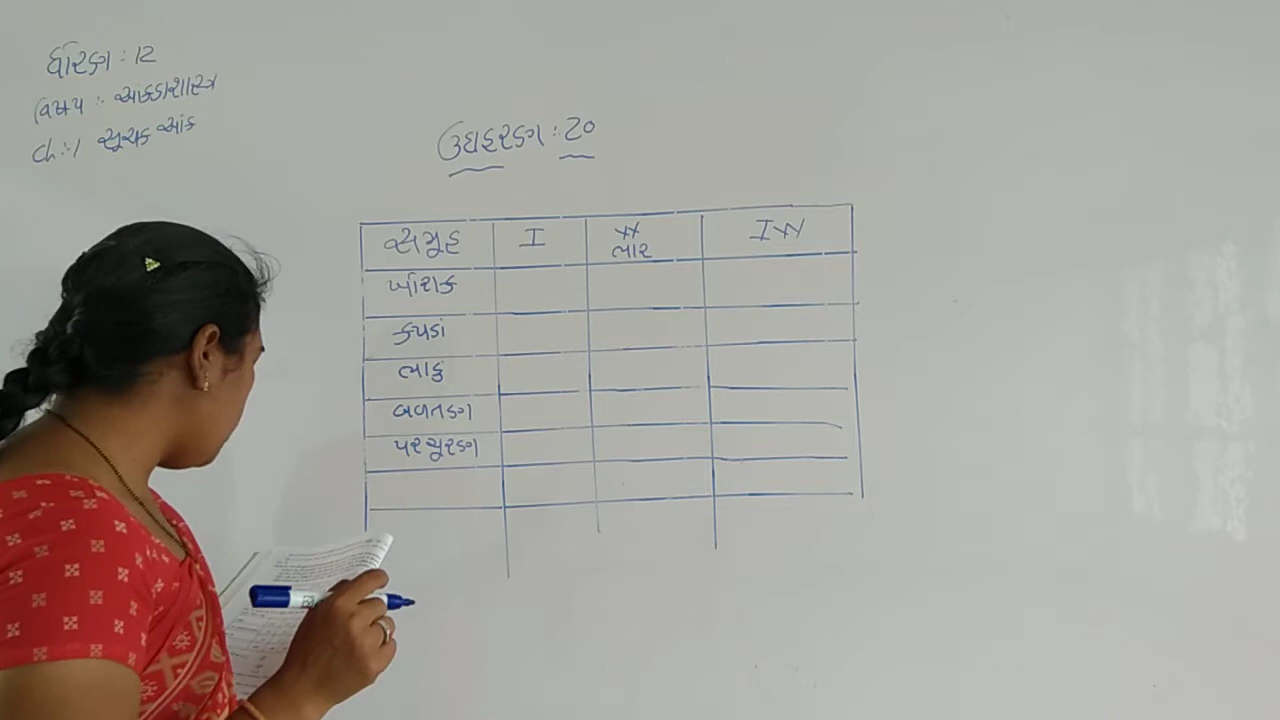 ધોરણ : 12
વિષય : આંકડાશાસ્ત્ર
ch : 1 સૂચક આંક
ઉદાહરણ : 20
સમૂહ I W ભાર IW
ખોરાક
કપડાં
ભાડું
બળતણ
પરચૂરણ